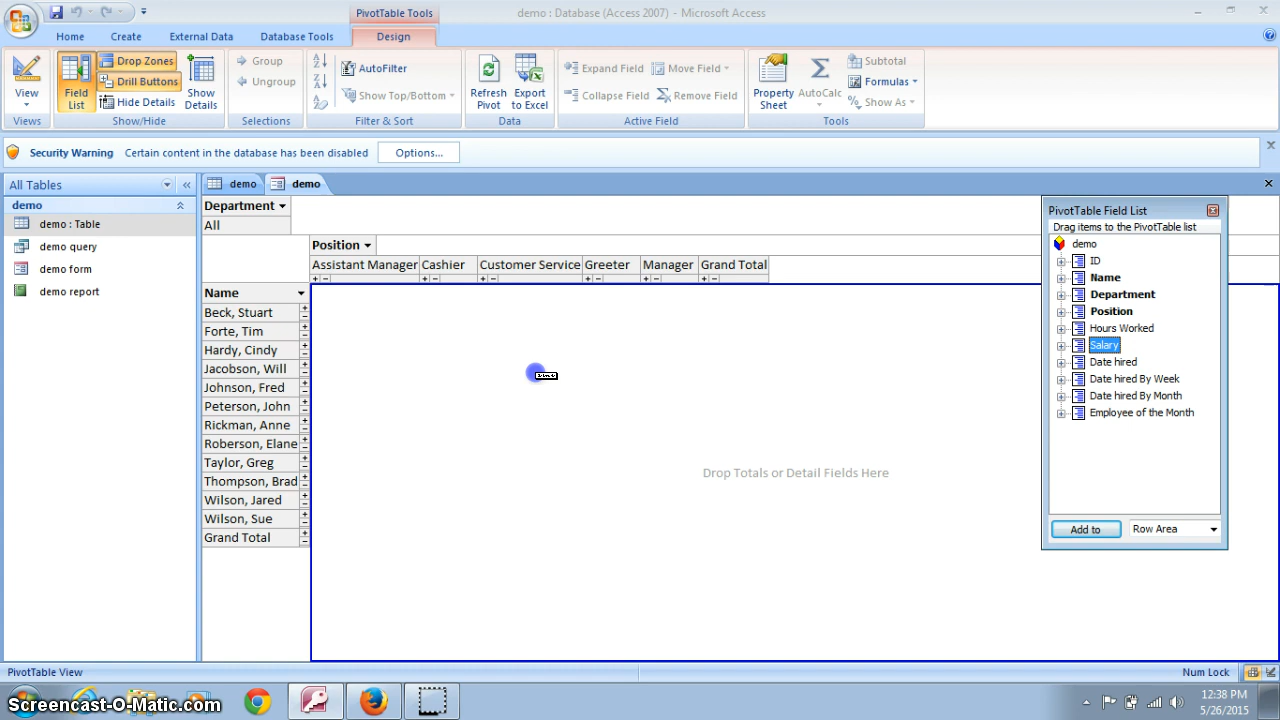 PivotTable Tools
demo : Database (Access 2007) - Microsoft Access
Home Create External Data Database Tools Design
View
Views
Field List
Drop Zones
Drill Buttons
Hide Details
Show Details
Show/Hide
Group
Ungroup
Selections
AutoFilter
Show Top/Bottom
Filter & Sort
Refresh Pivot
Export to Excel
Data
Expand Field
Collapse Field
Move Field
Remove Field
Active Field
Property Sheet
AutoCalc
Subtotal
Formulas
Show As
Tools
Security Warning Certain content in the database has been disabled Options...
All Tables
demo
demo : Table
demo query
demo form
demo report
demo demo
Department
All
Position
Assistant Manager Cashier Customer Service Greeter Manager Grand Total
Name
Beck, Stuart
Forte, Tim
Hardy, Cindy
Jacobson, Will
Johnson, Fred
Peterson, John
Rickman, Anne
Roberson, Elane
Taylor, Greg
Thompson, Brad
Wilson, Jared
Wilson, Sue
Grand Total
Drop Totals or Detail Fields Here
PivotTable Field List
Drag items to the PivotTable list
demo
ID
Name
Department
Position
Hours Worked
Salary
Date hired
Date hired By Week
Date hired By Month
Employee of the Month
Add to Row Area
PivotTable View
Num Lock
Screencast-O-Matic.com
12:38 PM
5/26/2015